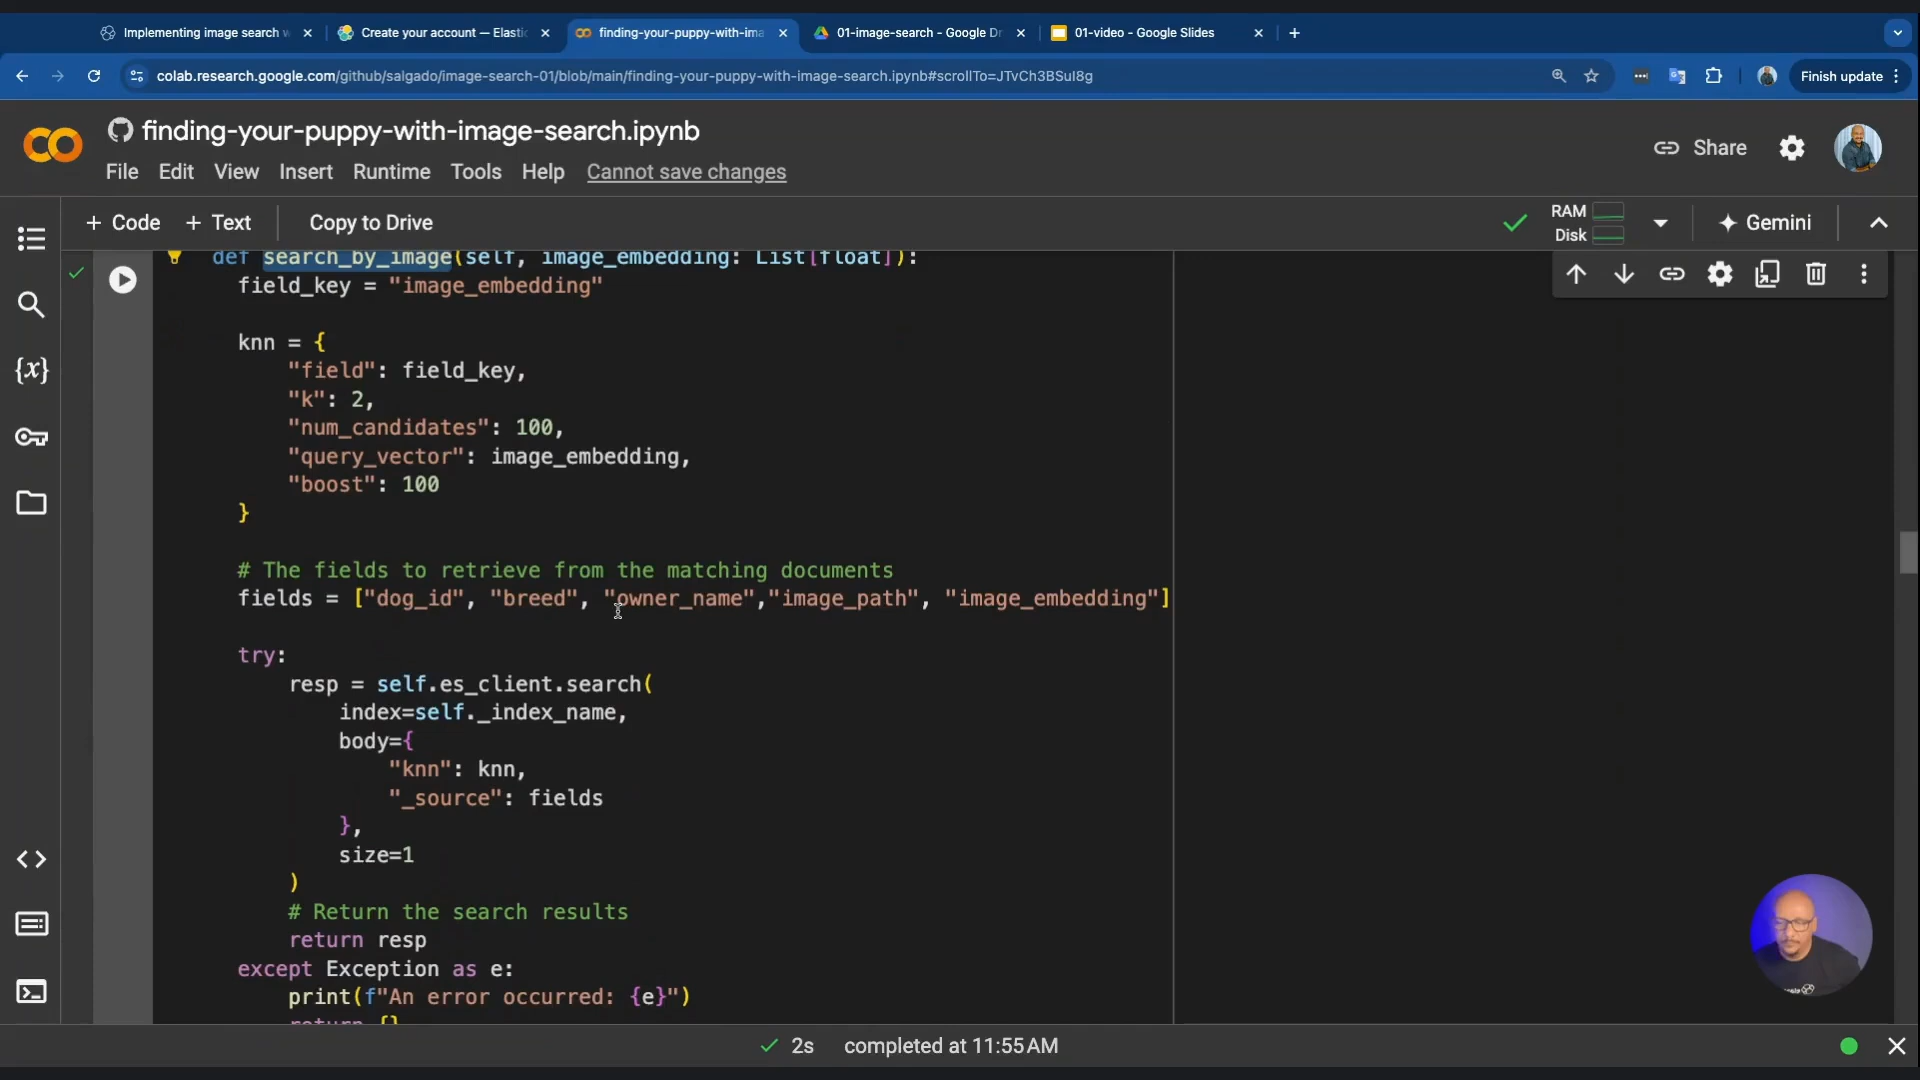 Implementing image search w
Create your account — Elastic
finding-your-puppy-with-ima
01-image-search - Google Dr
01-video - Google Slides
colab.research.google.com/github/salgado/image-search-01/blob/main/finding-your-puppy-with-image-search.ipynb#scrollTo=JTvCh3BSuI8g
Finish update
finding-your-puppy-with-image-search.ipynb
Share
File Edit View Insert Runtime Tools Help Cannot save changes
+ Code + Text Copy to Drive
RAM
Disk
Gemini
def search_by_image(self, image_embedding: List[float]):
field_key = "image_embedding"
knn = {
"field": field_key,
"k": 2,
"num_candidates": 100,
"query_vector": image_embedding,
"boost": 100
}
# The fields to retrieve from the matching documents
fields = ["dog_id", "breed", "owner_name","image_path", "image_embedding"]
try:
resp = self.es_client.search(
index=self._index_name,
body={
"knn": knn,
"_source": fields
},
size=1
)
# Return the search results
return resp
except Exception as e:
print(f"An error occurred: {e}")
return {}
2s completed at 11:55 AM